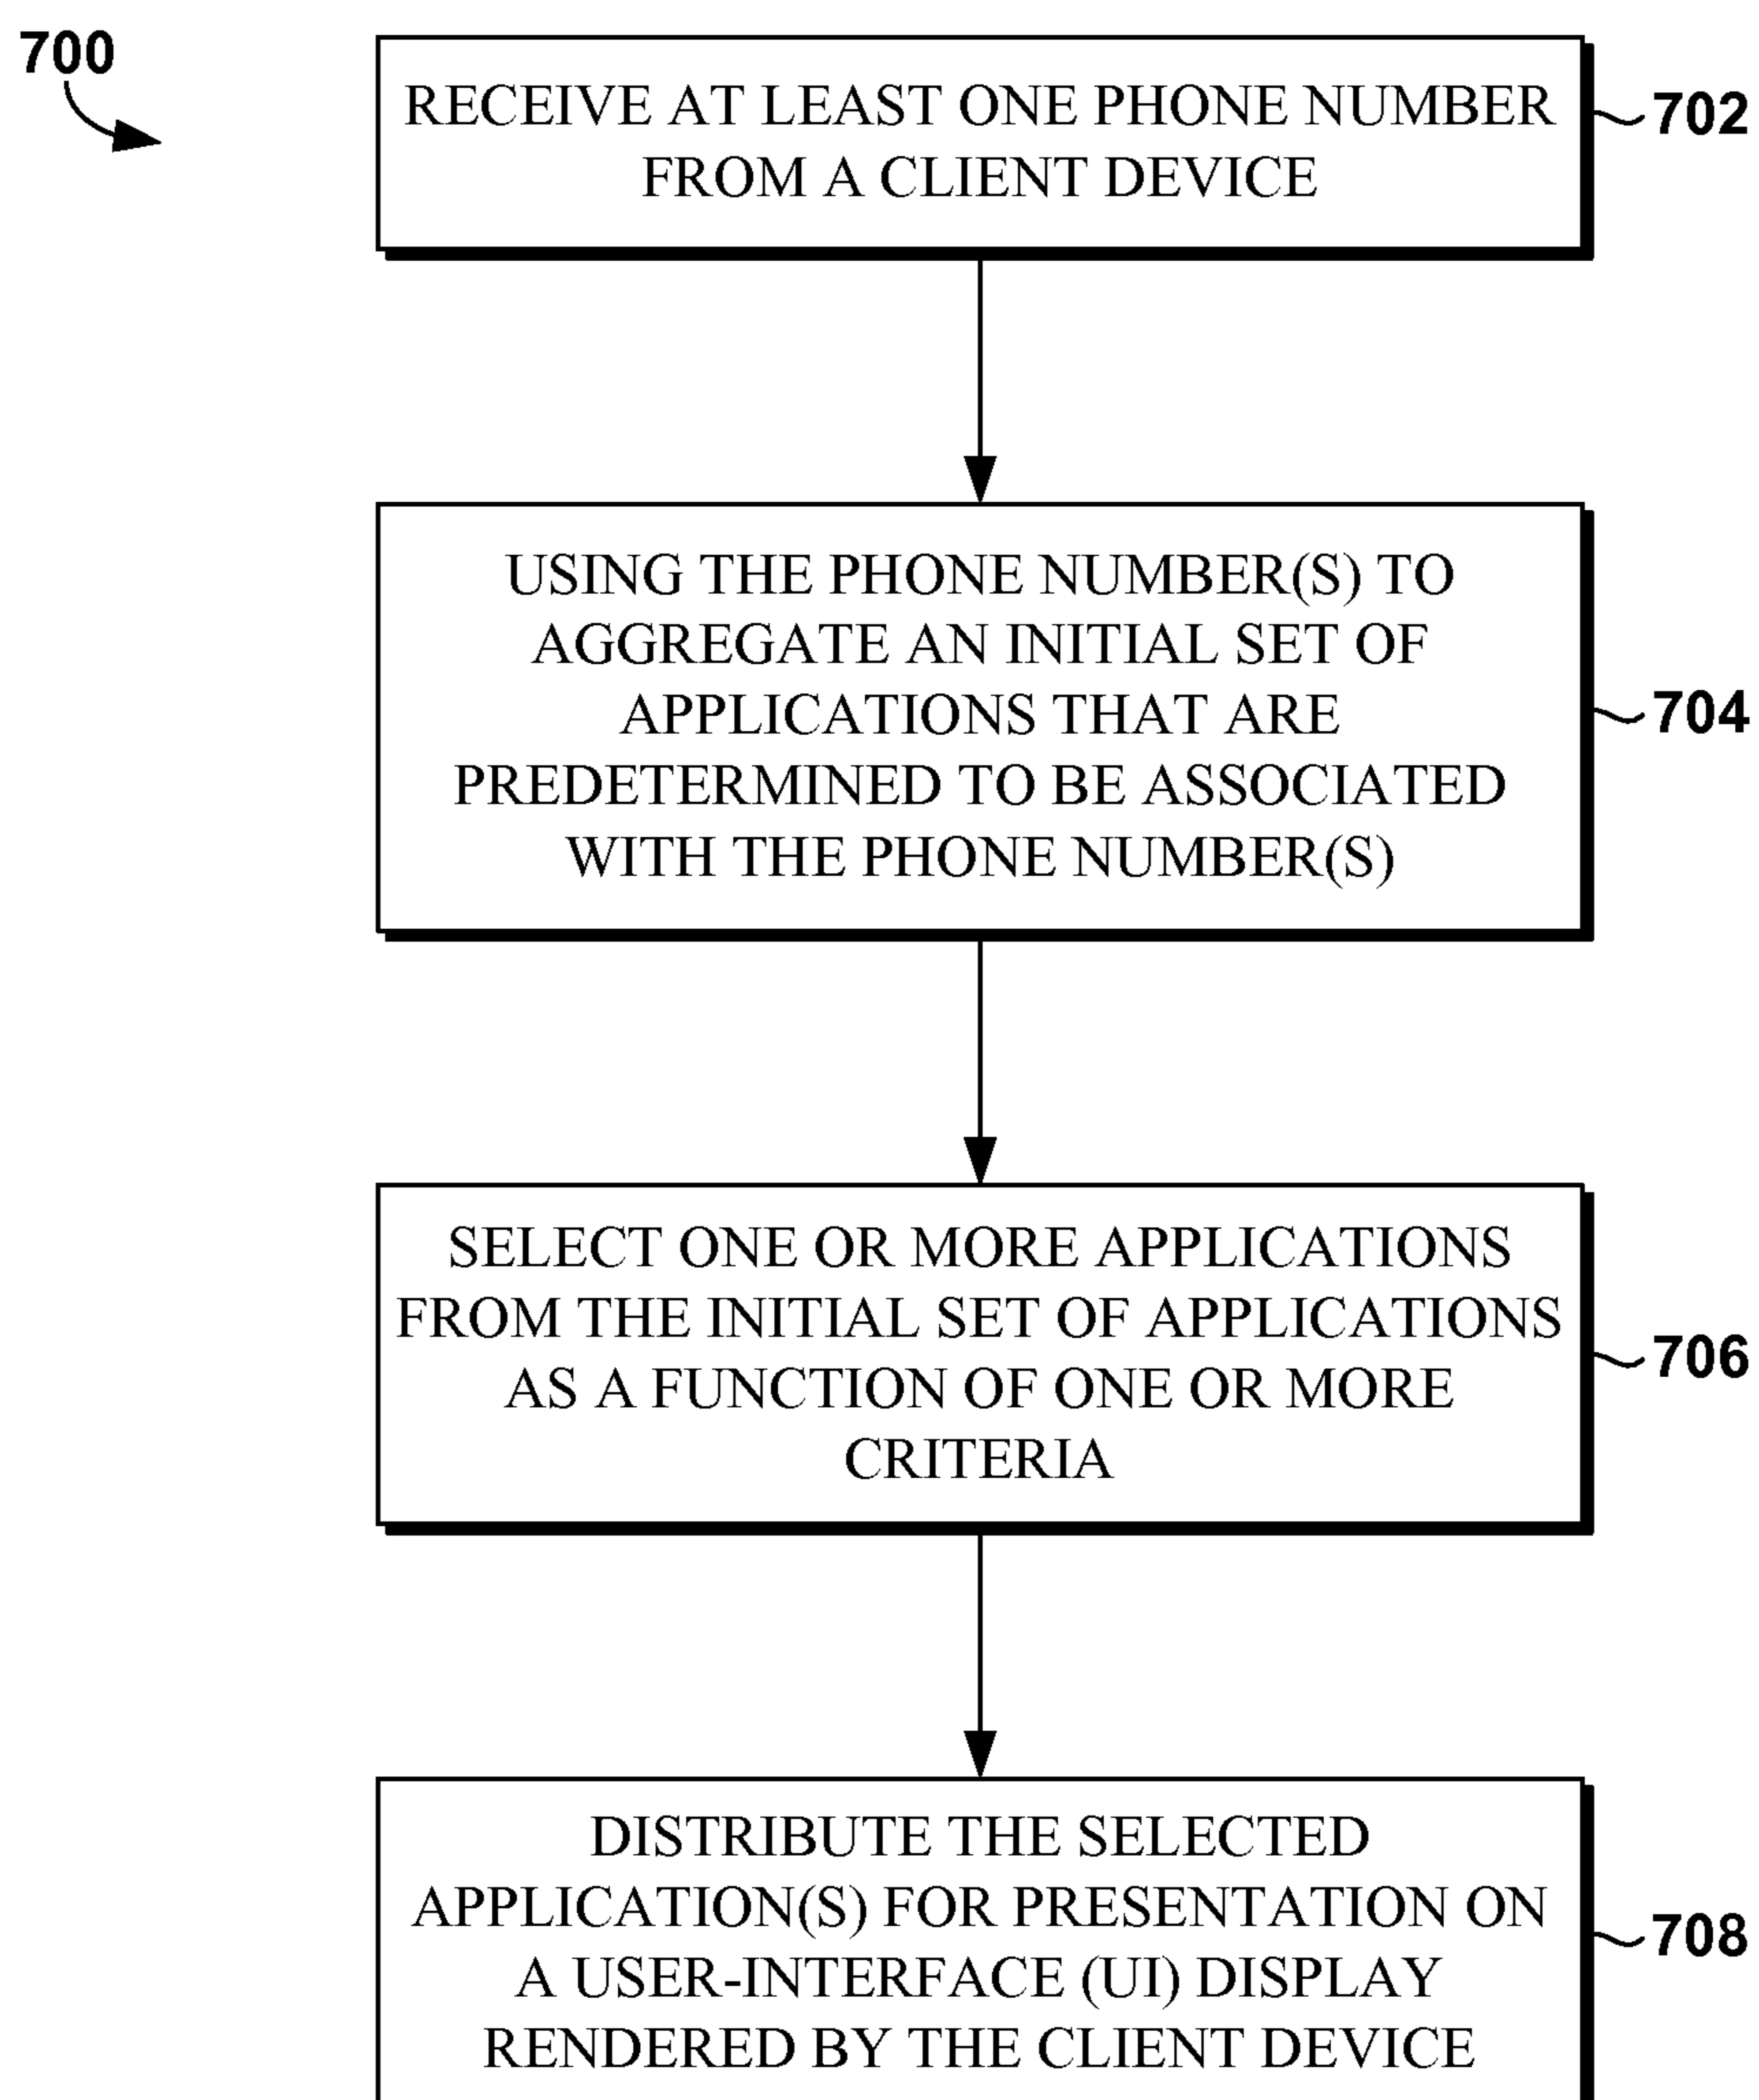 700
RECEIVE AT LEAST ONE PHONE NUMBER
FROM A CLIENT DEVICE
702
USING THE PHONE NUMBER(S) TO
AGGREGATE AN INITIAL SET OF
APPLICATIONS THAT ARE
PREDETERMINED TO BE ASSOCIATED
WITH THE PHONE NUMBER(S)
704
SELECT ONE OR MORE APPLICATIONS
FROM THE INITIAL SET OF APPLICATIONS
AS A FUNCTION OF ONE OR MORE
CRITERIA
706
DISTRIBUTE THE SELECTED
APPLICATION(S) FOR PRESENTATION ON
A USER-INTERFACE (UI) DISPLAY
RENDERED BY THE CLIENT DEVICE
708